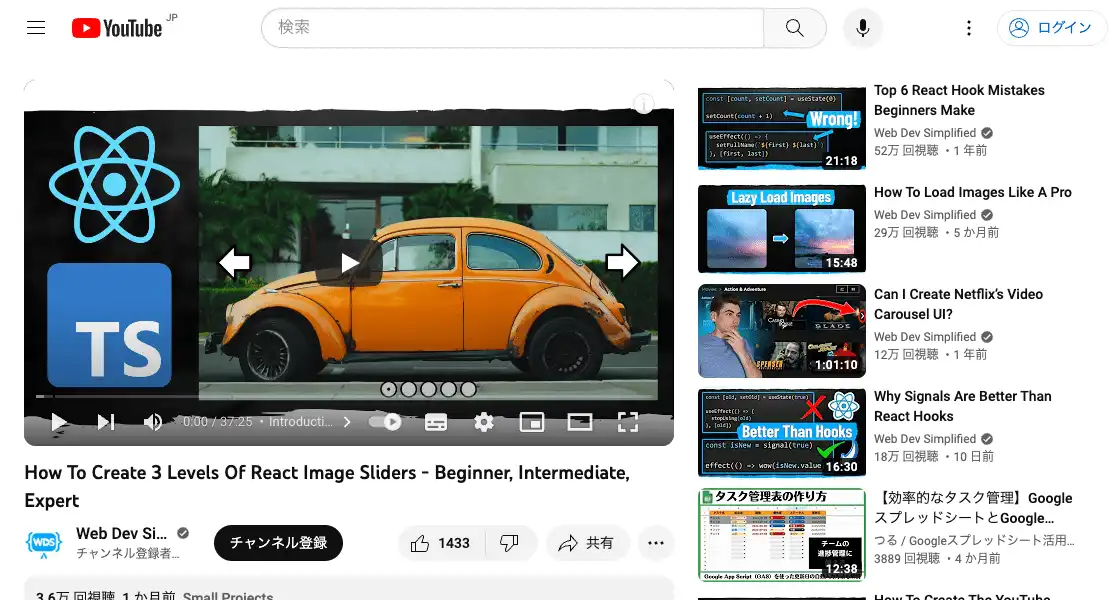 YouTube JP
検索
ログイン
TS
0:00 / 37:25 • Introducti...
How To Create 3 Levels Of React Image Sliders - Beginner, Intermediate,
Expert
WDS
Web Dev Si...
チャンネル登録者...
チャンネル登録
1433
共有
3.6万 回視聴 1 か月前 Small Projects
const [count, setCount] = useState(0)
setCount(count + 1)
Wrong!
useEffect(() => {
setFullName(`${first} ${last}`)
}, [first, last])
21:18
Top 6 React Hook Mistakes
Beginners Make
Web Dev Simplified
52万 回視聴 ・1 年前
Lazy Load Images
15:48
How To Load Images Like A Pro
Web Dev Simplified
29万 回視聴 ・5 か月前
Action & Adventure
1:01:10
Can I Create Netflix’s Video
Carousel UI?
Web Dev Simplified
12万 回視聴 ・1 年前
const [old, setOld] = useState(true)
useEffect(() => {
stopUsing(old)
}, [old])
Better Than Hooks
const isNew = signal(true)
effect(() => wow(isNew.value
16:30
Why Signals Are Better Than
React Hooks
Web Dev Simplified
18万 回視聴 ・10 日前
タスク管理表の作り方
チームの
進捗管理に
12:38
【効率的なタスク管理】Google
スプレッドシートとGoogle...
つる / Googleスプレッドシート活用...
3889 回視聴 ・4 か月前
How To Create The YouTube